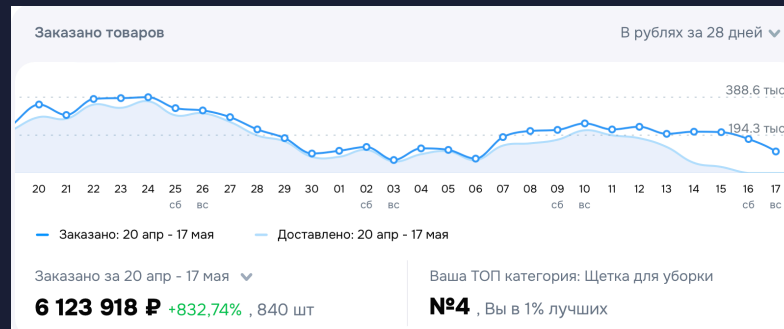 Заказано товаров
В рублях за 28 дней
388.6 тыс
194.3 тыс
20 21 22 23 24 25 26 27 28 29 30 01 02 03 04 05 06 07 08 09 10 11 12 13 14 15 16 17
сб вс сб вс сб вс сб вс
Заказано: 20 апр - 17 мая Доставлено: 20 апр - 17 мая
Заказано за 20 апр - 17 мая
6 123 918 ₽ +832,74% , 840 шт
Ваша ТОП категория: Щетка для уборки
№4 , Вы в 1% лучших